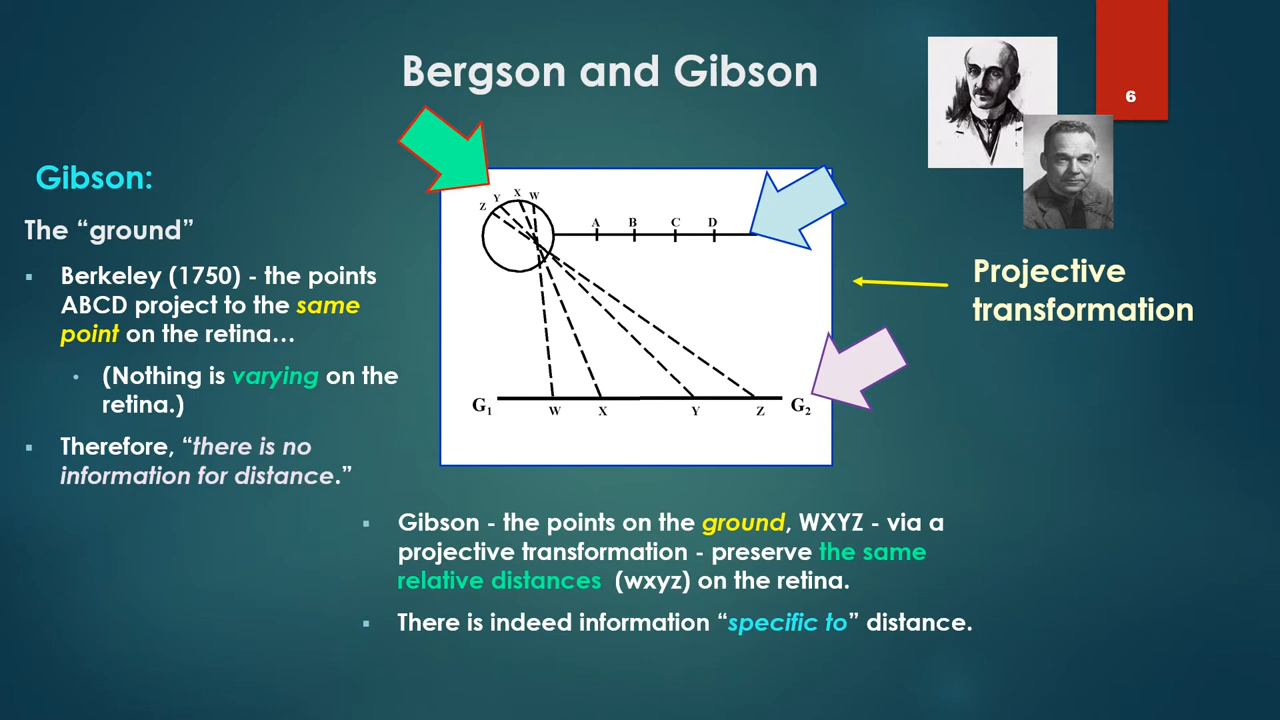 Bergson and Gibson
6
Gibson:
The “ground”
▪ Berkeley (1750) - the points
ABCD project to the same
point on the retina…
• (Nothing is varying on the
retina.)
▪ Therefore, “there is no
information for distance.”
Z Y X W
A B C D
G1 W X Y Z G2
Projective
transformation
▪ Gibson - the points on the ground, WXYZ - via a
projective transformation - preserve the same
relative distances (wxyz) on the retina.
▪ There is indeed information “specific to” distance.